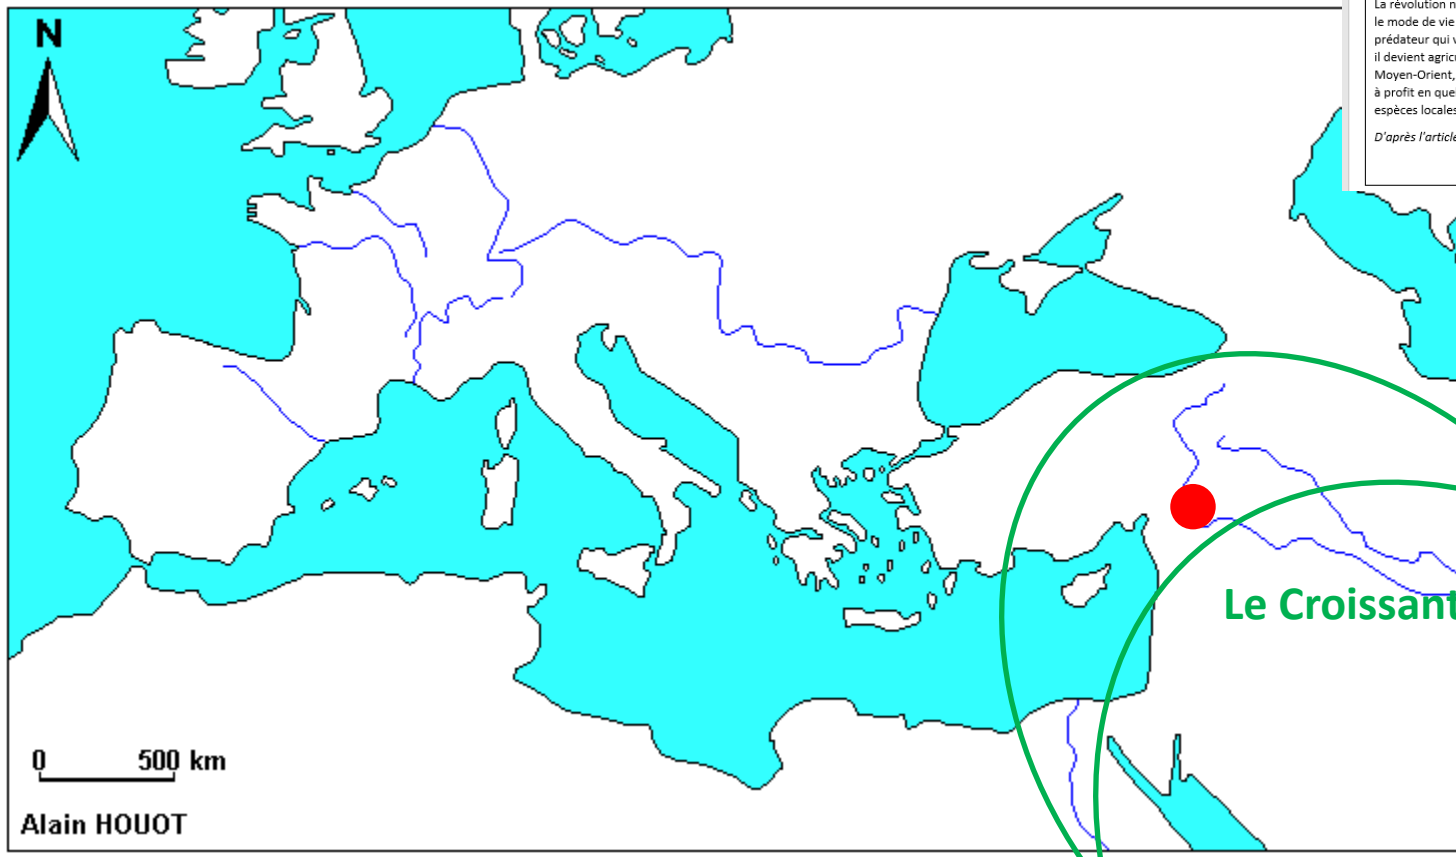 La révolution n
le mode de vie
prédateur qui v
il devient agric
Moyen-Orient,
à profit en que
espèces locales
D'après l'article
N
Le Croissant
0 500 km
Alain HOUOT